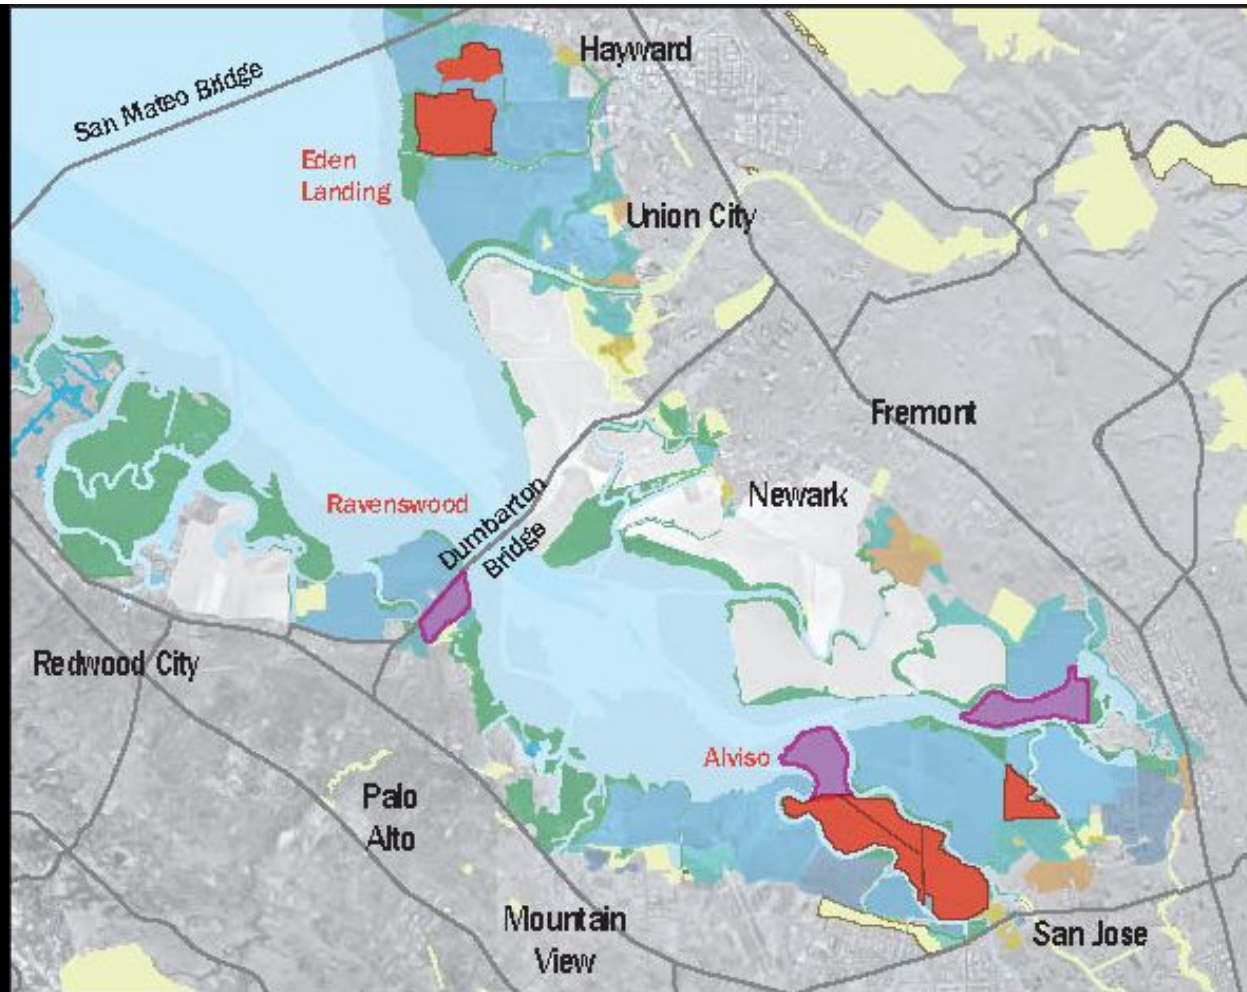 Hayward
San Mateo Bridge
Eden
Landing
Union City
Fremont
Ravenswood
Dumbarton
Bridge
Newark
Redwood City
Alviso
Palo
Alto
Mountain
View
San Jose